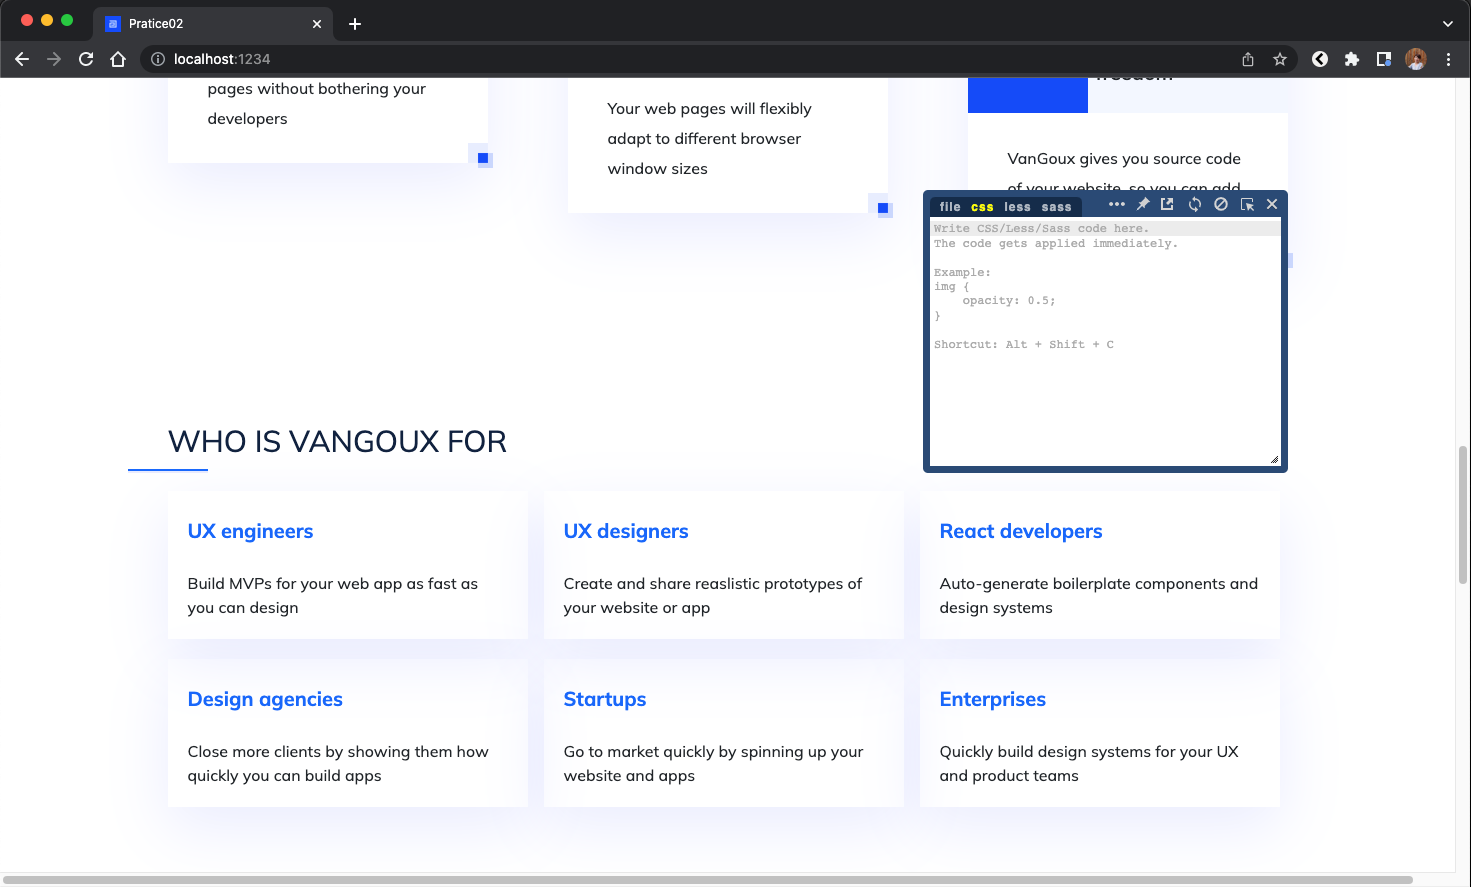 Pratice02
localhost:1234
pages without bothering your
developers
Your web pages will flexibly
adapt to different browser
window sizes
freedom
VanGoux gives you source code
of your website, so you can add
file css less sass
Write CSS/Less/Sass code here.
The code gets applied immediately.
Example:
img {
opacity: 0.5;
}
Shortcut: Alt + Shift + C
WHO IS VANGOUX FOR
UX engineers
Build MVPs for your web app as fast as
you can design
UX designers
Create and share reaslistic prototypes of
your website or app
React developers
Auto-generate boilerplate components and
design systems
Design agencies
Close more clients by showing them how
quickly you can build apps
Startups
Go to market quickly by spinning up your
website and apps
Enterprises
Quickly build design systems for your UX
and product teams